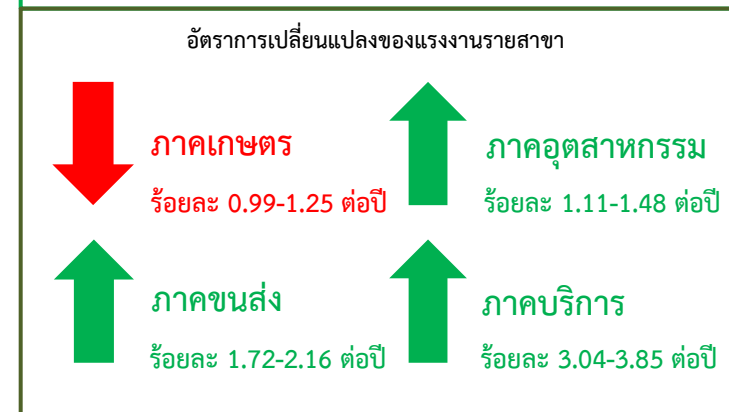 อัตราการเปลี่ยนแปลงของแรงงานรายสาขา
ภาคเกษตร
ร้อยละ 0.99-1.25 ต่อปี
ภาคอุตสาหกรรม
ร้อยละ 1.11-1.48 ต่อปี
ภาคขนส่ง
ร้อยละ 1.72-2.16 ต่อปี
ภาคบริการ
ร้อยละ 3.04-3.85 ต่อปี